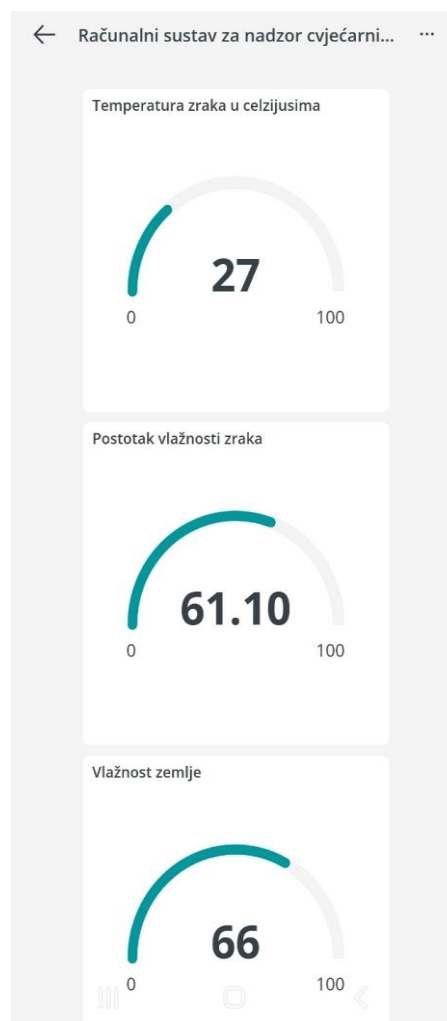 Računalni sustav za nadzor cvjećarni...
Temperatura zraka u celzijusima
27
0
100
Postotak vlažnosti zraka
61.10
0
100
Vlažnost zemlje
66
0
100